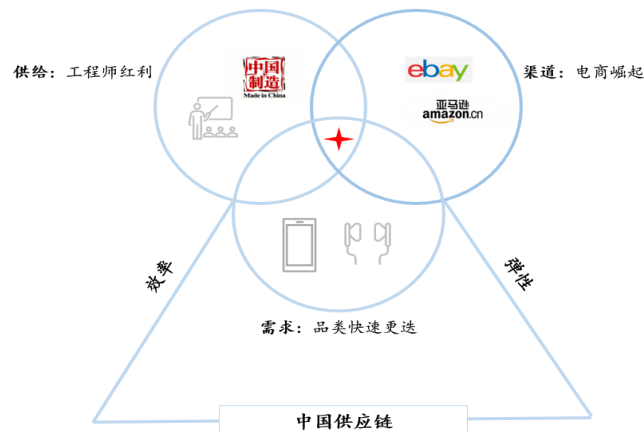 供给：工程师红利
中国
制造
Made in China
ebay
渠道：电商崛起
亚马逊
amazon.cn
效率
弹性
需求：品类快速更迭
中国供应链